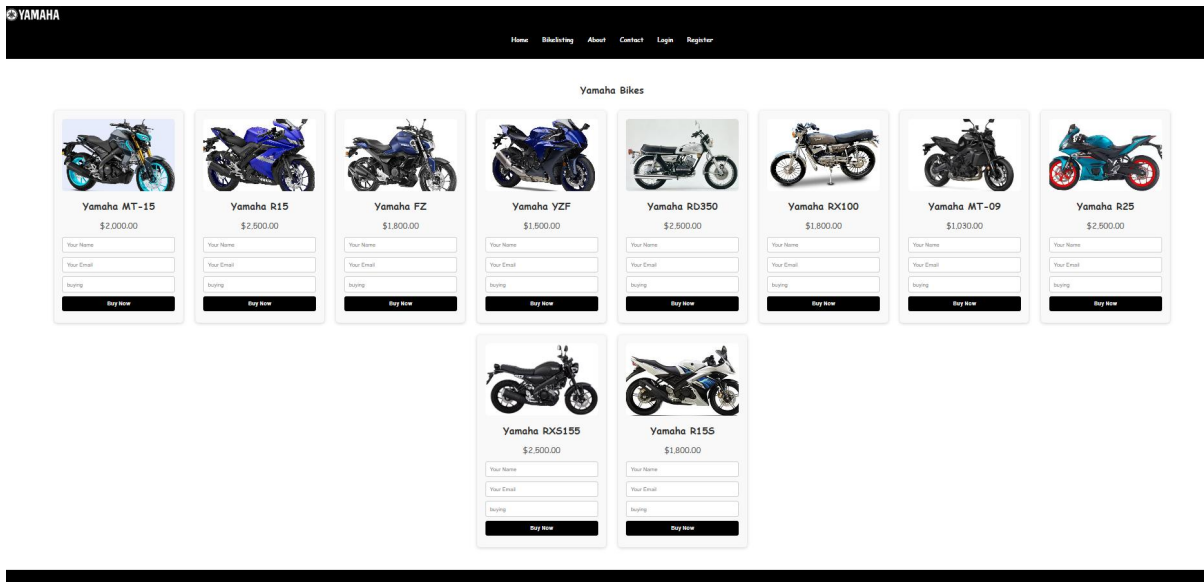 YAMAHA
Home Bikelisting About Contact Login Register
Yamaha Bikes
Yamaha MT-15 Yamaha R15 Yamaha FZ Yamaha YZF Yamaha RD350 Yamaha RX100 Yamaha MT-09 Yamaha R25
$2,000.00 $2,500.00 $1,800.00 $1,500.00 $2,500.00 $1,800.00 $1,030.00 $2,500.00
Your Name Your Name Your Name Your Name Your Name Your Name Your Name Your Name
Your Email Your Email Your Email Your Email Your Email Your Email Your Email Your Email
buying buying buying buying buying buying buying buying
Buy Now Buy Now Buy Now Buy Now Buy Now Buy Now Buy Now Buy Now
Yamaha RXS155 Yamaha R15S
$2,500.00 $1,800.00
Your Name Your Name
Your Email Your Email
buying buying
Buy Now Buy Now